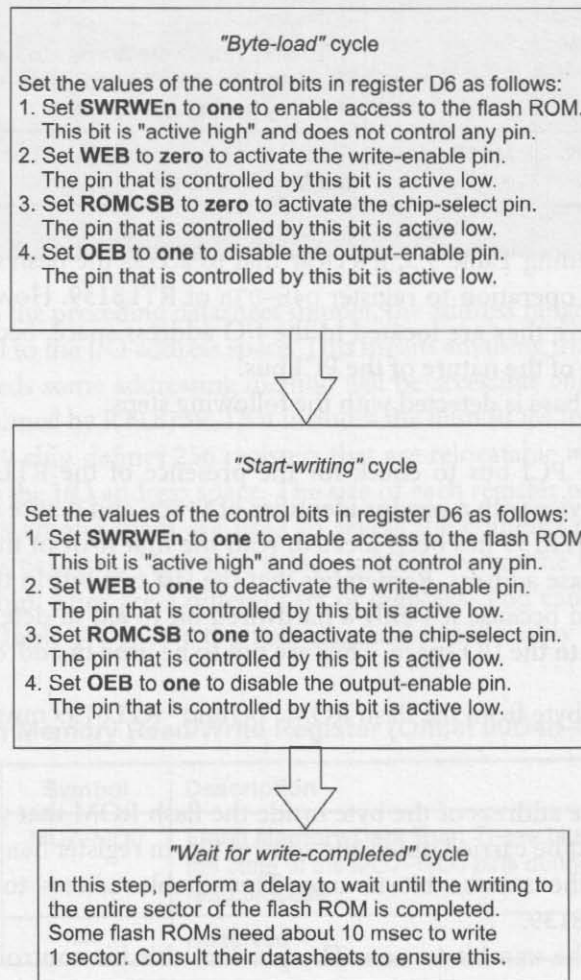 "Byte-load" cycle
Set the values of the control bits in register D6 as follows:
1. Set SWRWEn to one to enable access to the flash ROM.
This bit is "active high" and does not control any pin.
2. Set WEB to zero to activate the write-enable pin.
The pin that is controlled by this bit is active low.
3. Set ROMCSB to zero to activate the chip-select pin.
The pin that is controlled by this bit is active low.
4. Set OEB to one to disable the output-enable pin.
The pin that is controlled by this bit is active low.
"Start-writing" cycle
Set the values of the control bits in register D6 as follows:
1. Set SWRWEn to one to enable access to the flash ROM
This bit is "active high" and does not control any pin.
2. Set WEB to one to deactivate the write-enable pin.
The pin that is controlled by this bit is active low.
3. Set ROMCSB to one to deactivate the chip-select pin.
The pin that is controlled by this bit is active low.
4. Set OEB to one to disable the output-enable pin.
The pin that is controlled by this bit is active low.
"Wait for write-completed" cycle
In this step, perform a delay to wait until the writing to
the entire sector of the flash ROM is completed.
Some flash ROMs need about 10 msec to write
1 sector. Consult their datasheets to ensure this.